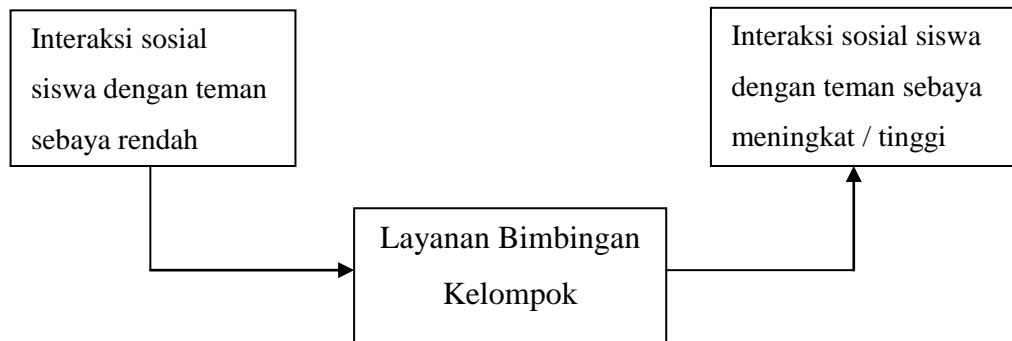 Interaksi sosial
siswa dengan teman
sebaya rendah
Interaksi sosial siswa
dengan teman sebaya
meningkat / tinggi
Layanan Bimbingan
Kelompok